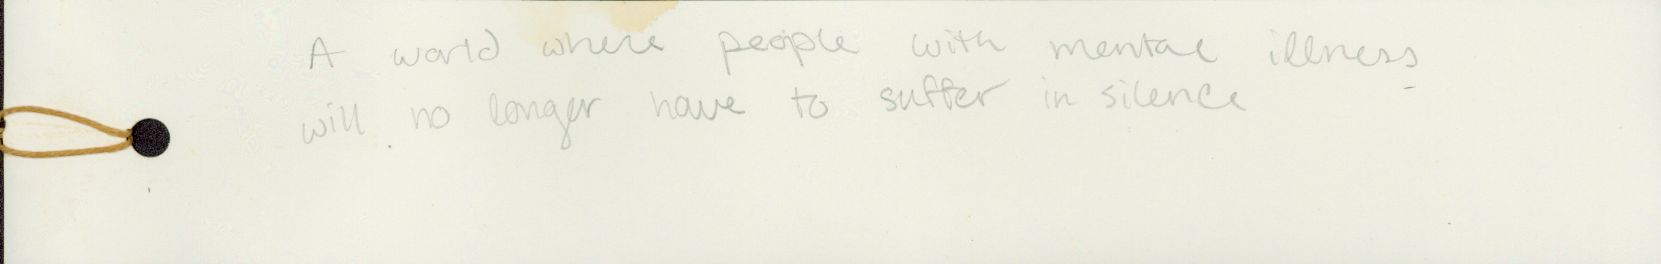 A world where people with mental illness
will no longer have to suffer in silence